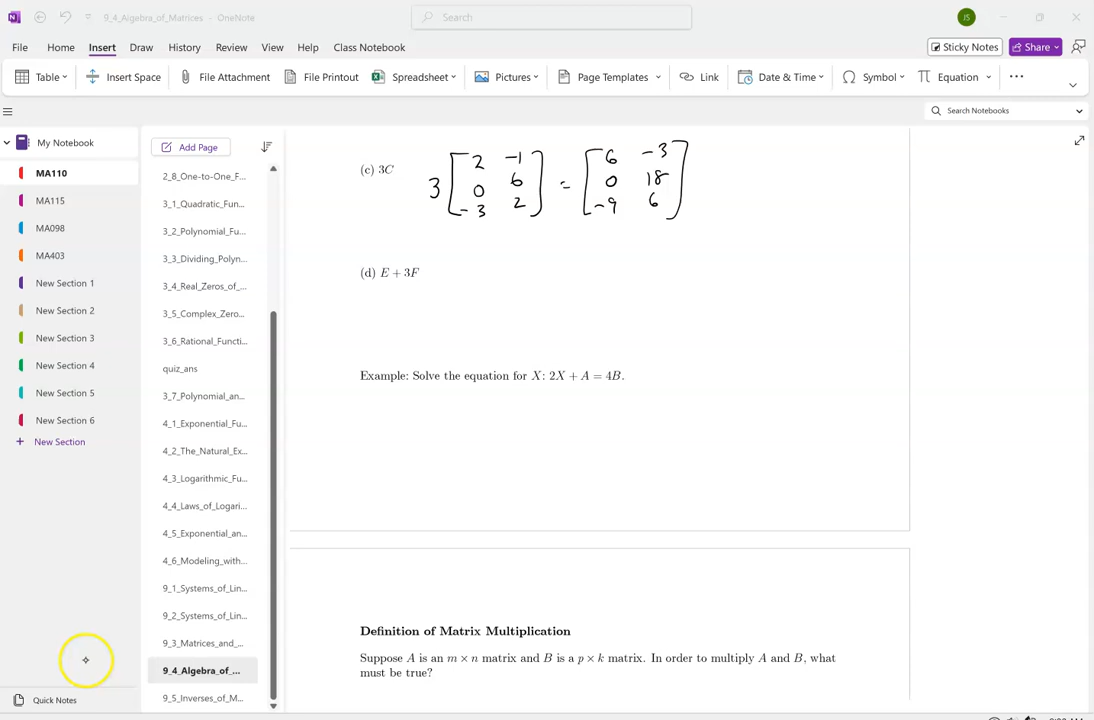 9_4_Algebra_of_Matrices - OneNote
Search
JS
File Home Insert Draw History Review View Help Class Notebook
Sticky Notes
Share
Table Insert Space File Attachment File Printout Spreadsheet Pictures Page Templates Link Date & Time Symbol Equation
Search Notebooks
My Notebook
MA110
MA115
MA098
MA403
New Section 1
New Section 2
New Section 3
New Section 4
New Section 5
New Section 6
New Section
Quick Notes
Add Page
2_8_One-to-One_F...
3_1_Quadratic_Fun...
3_2_Polynomial_Fu...
3_3_Dividing_Polyn...
3_4_Real_Zeros_of_...
3_5_Complex_Zero...
3_6_Rational_Functi...
quiz_ans
3_7_Polynomial_an...
4_1_Exponential_Fu...
4_2_The_Natural_Ex...
4_3_Logarithmic_Fu...
4_4_Laws_of_Logari...
4_5_Exponential_an...
4_6_Modeling_with...
9_1_Systems_of_Lin...
9_2_Systems_of_Lin...
9_3_Matrices_and_...
9_4_Algebra_of_...
9_5_Inverses_of_M...
(c) 3C
3 [ 2 -1 ] = [ 6 -3 ]
[ 0 6 ] [ 0 18 ]
[ -3 2 ] [ -9 6 ]
(d) E + 3F
Example: Solve the equation for X: 2X + A = 4B.
Definition of Matrix Multiplication
Suppose A is an m × n matrix and B is a p × k matrix. In order to multiply A and B, what
must be true?